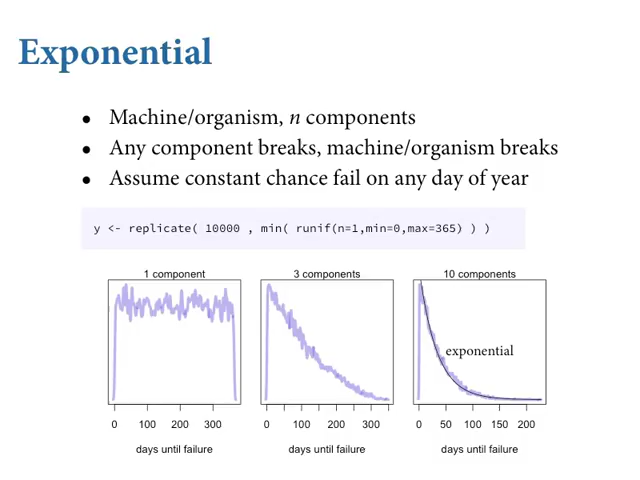 Exponential
• Machine/organism, n components
• Any component breaks, machine/organism breaks
• Assume constant chance fail on any day of year
y <- replicate( 10000 , min( runif(n=1,min=0,max=365) ) )
1 component
3 components
10 components
exponential
0 100 200 300
0 100 200 300
0 50 100 150 200
days until failure
days until failure
days until failure